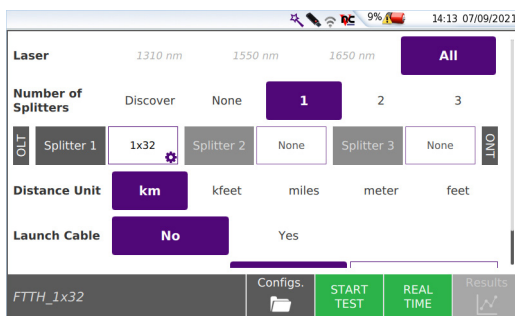 9% 14:13 07/09/2021
Laser 1310 nm 1550 nm 1650 nm All
Number of Splitters Discover None 1 2 3
OLT Splitter 1 1x32 Splitter 2 None Splitter 3 None ONT
Distance Unit km kfeet miles meter feet
Launch Cable No Yes
FTTH_1x32 Configs. START TEST REAL TIME Results